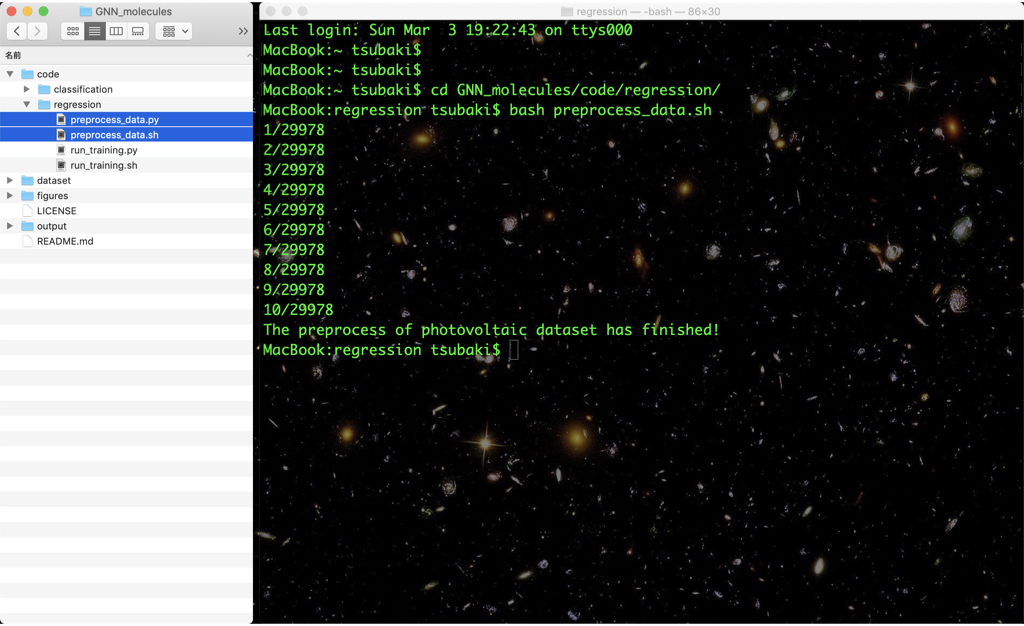 GNN_molecules
名前
code
classification
regression
preprocess_data.py
preprocess_data.sh
run_training.py
run_training.sh
dataset
figures
LICENSE
output
README.md
regression — -bash — 86×30
Last login: Sun Mar  3 19:22:43 on ttys000
MacBook:~ tsubaki$
MacBook:~ tsubaki$
MacBook:~ tsubaki$ cd GNN_molecules/code/regression/
MacBook:regression tsubaki$ bash preprocess_data.sh
1/29978
2/29978
3/29978
4/29978
5/29978
6/29978
7/29978
8/29978
9/29978
10/29978
The preprocess of photovoltaic dataset has finished!
MacBook:regression tsubaki$